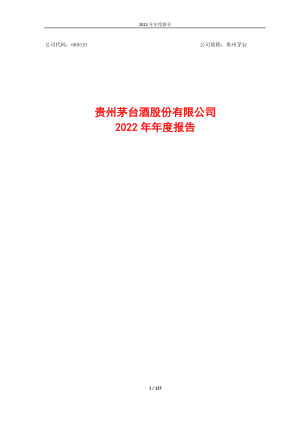 2022 年年度报告
公司代码：600519 公司简称：贵州茅台
贵州茅台酒股份有限公司
2022 年年度报告
1 / 137